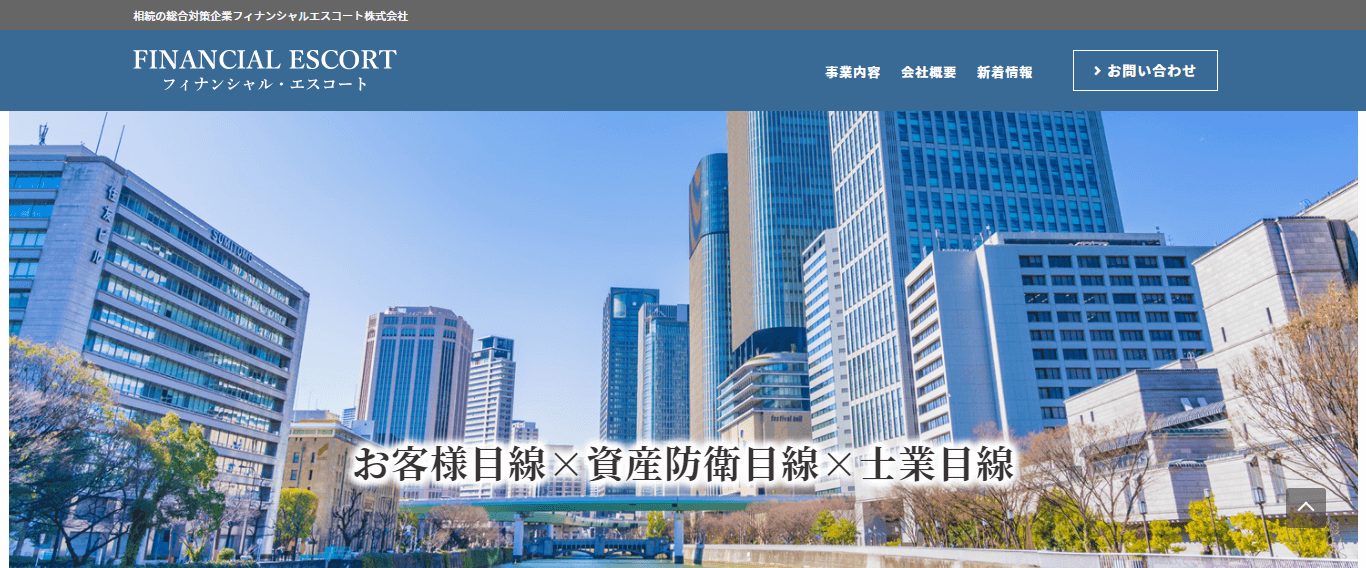 相続の総合対策企業フィナンシャルエスコート株式会社
FINANCIAL ESCORT
フィナンシャル・エスコート
事業内容 会社概要 新着情報 お問い合わせ
住友ビル
SUMITOMO
festival hall
お客様目線×資産防衛目線×士業目線